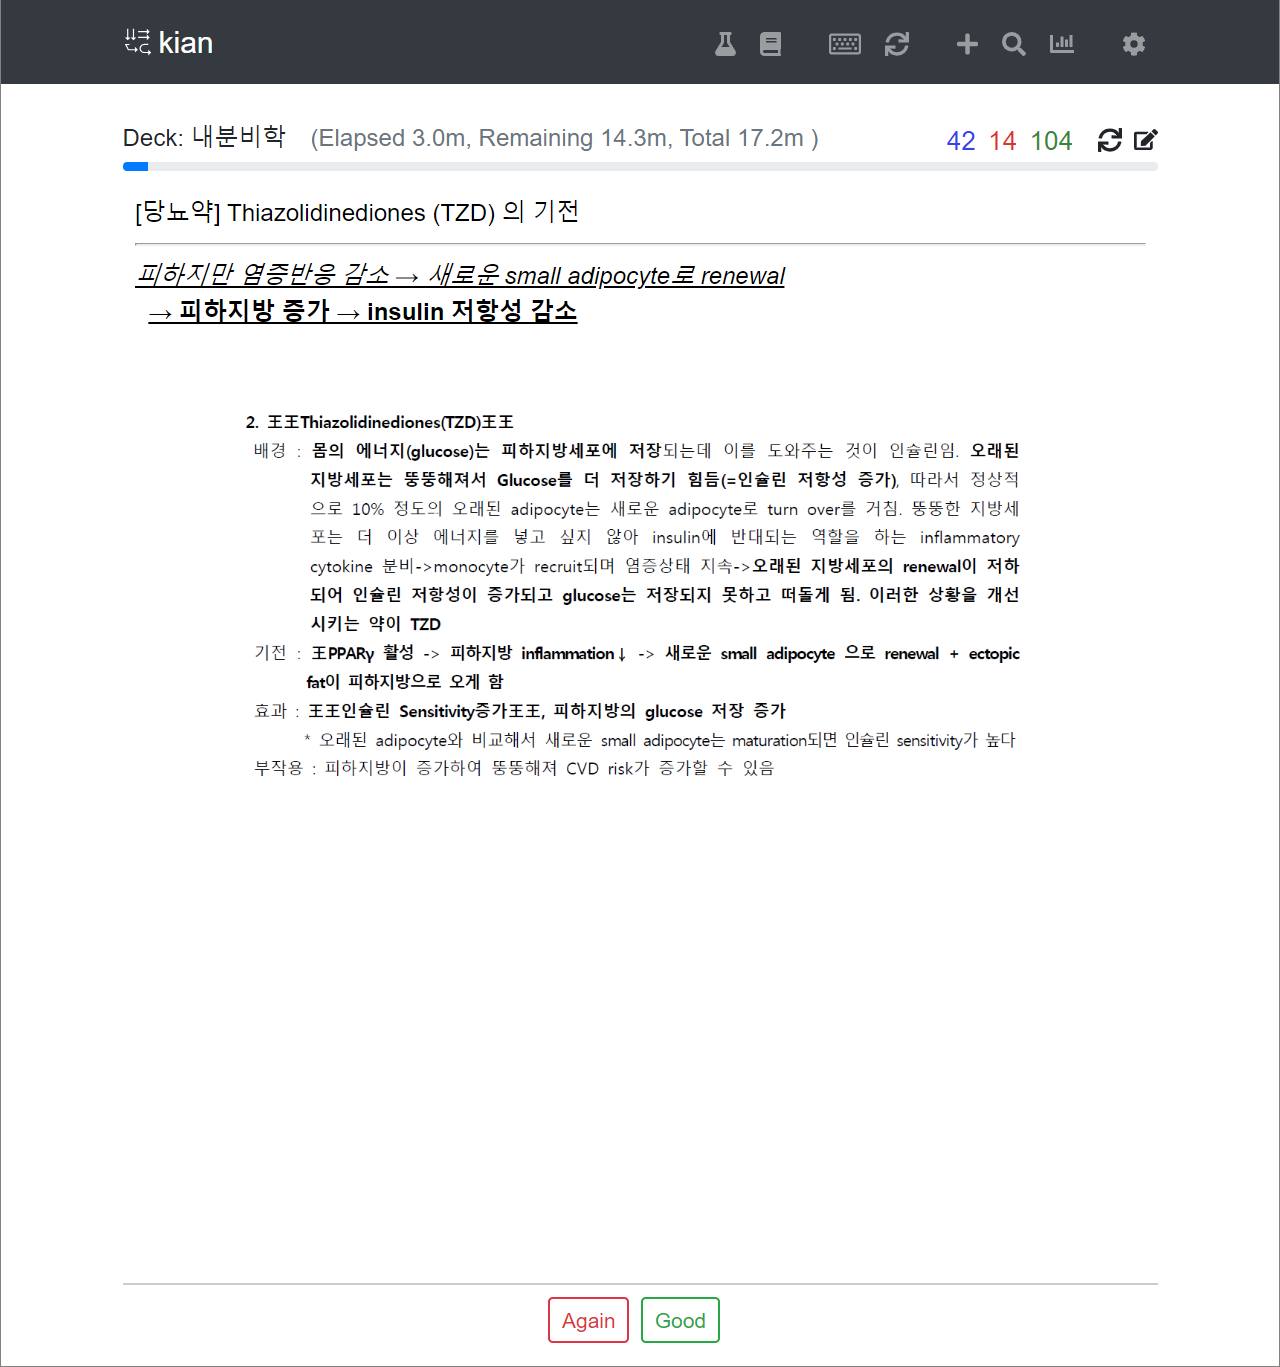 kian
Deck: 내분비학 (Elapsed 3.0m, Remaining 14.3m, Total 17.2m ) 42 14 104
[당뇨약] Thiazolidinediones (TZD) 의 기전
피하지만 염증반응 감소 → 새로운 small adipocyte로 renewal
→ 피하지방 증가 → insulin 저항성 감소
2. 王王Thiazolidinediones(TZD)王王
배경 : 몸의 에너지(glucose)는 피하지방세포에 저장되는데 이를 도와주는 것이 인슐린임. 오래된
지방세포는 뚱뚱해져서 Glucose를 더 저장하기 힘듬(=인슐린 저항성 증가), 따라서 정상적
으로 10% 정도의 오래된 adipocyte는 새로운 adipocyte로 turn over를 거침. 뚱뚱한 지방세
포는 더 이상 에너지를 넣고 싶지 않아 insulin에 반대되는 역할을 하는 inflammatory
cytokine 분비->monocyte가 recruit되며 염증상태 지속->오래된 지방세포의 renewal이 저하
되어 인슐린 저항성이 증가되고 glucose는 저장되지 못하고 떠돌게 됨. 이러한 상황을 개선
시키는 약이 TZD
기전 : 王PPARγ 활성 -> 피하지방 inflammation↓ -> 새로운 small adipocyte 으로 renewal + ectopic
fat이 피하지방으로 오게 함
효과 : 王王인슐린 Sensitivity증가王王, 피하지방의 glucose 저장 증가
* 오래된 adipocyte와 비교해서 새로운 small adipocyte는 maturation되면 인슐린 sensitivity가 높다
부작용 : 피하지방이 증가하여 뚱뚱해져 CVD risk가 증가할 수 있음
Again Good